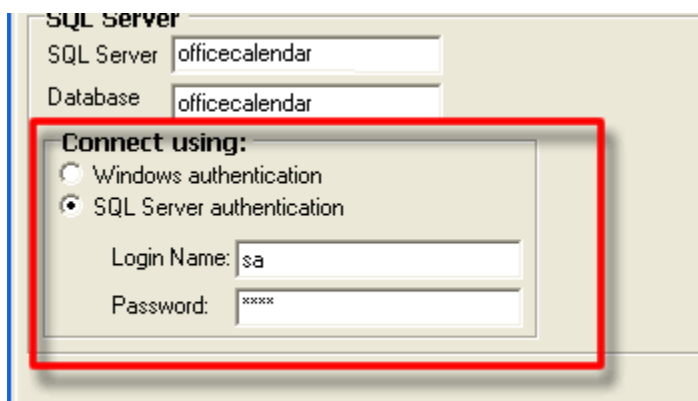 SQL Server
SQL Server officecalendar
Database officecalendar
Connect using:
Windows authentication
SQL Server authentication
Login Name: sa
Password: ****